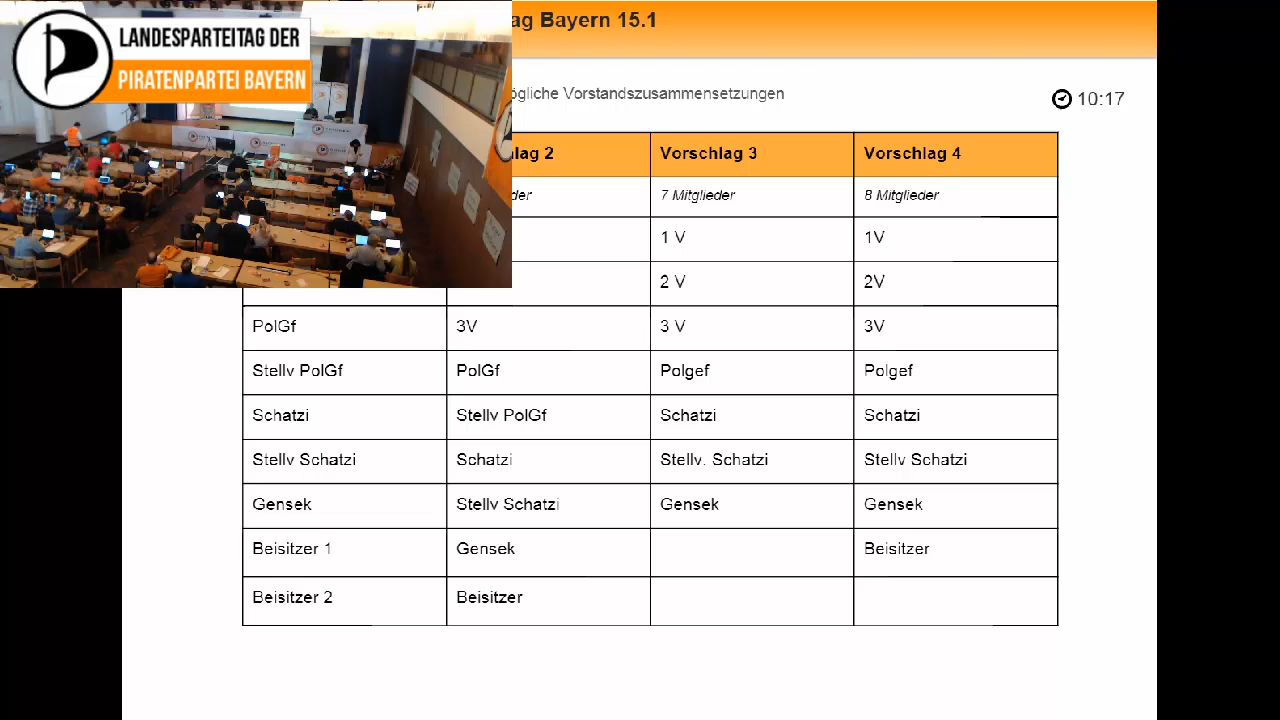 LANDESPARTEITAG DER
PIRATENPARTEI BAYERN
ag Bayern 15.1
ögliche Vorstandszusammensetzungen
10:17
lag 2 Vorschlag 3 Vorschlag 4
der 7 Mitglieder 8 Mitglieder
1 V 1V
2 V 2V
PolGf 3V 3 V 3V
Stellv PolGf PolGf Polgef Polgef
Schatzi Stellv PolGf Schatzi Schatzi
Stellv Schatzi Schatzi Stellv. Schatzi Stellv Schatzi
Gensek Stellv Schatzi Gensek Gensek
Beisitzer 1 Gensek Beisitzer
Beisitzer 2 Beisitzer